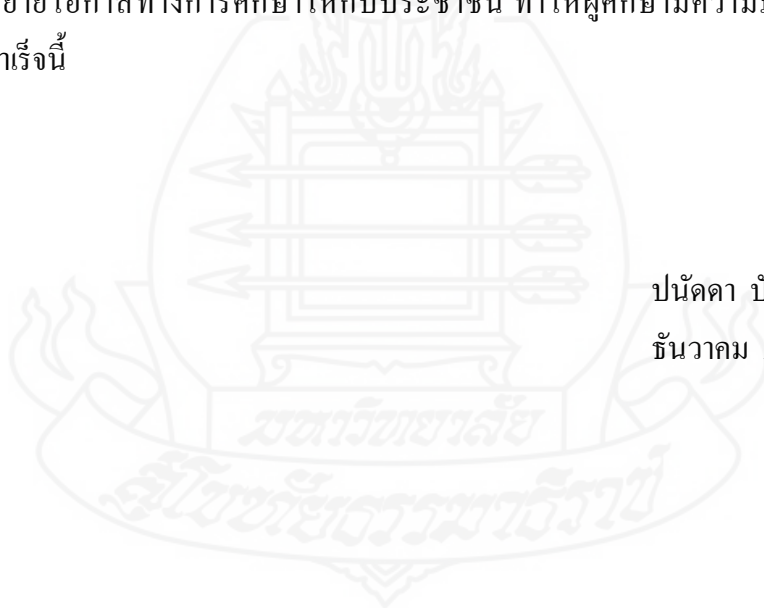 โอกาสทางการศึกษาให้กับประชาชน ทำให้ผู้ศึกษามีความ
าเร็จนี้
ปนัดดา
ธันวาคม
มหาวิทยาลัย
สุโขทัยธรรมาธิราช